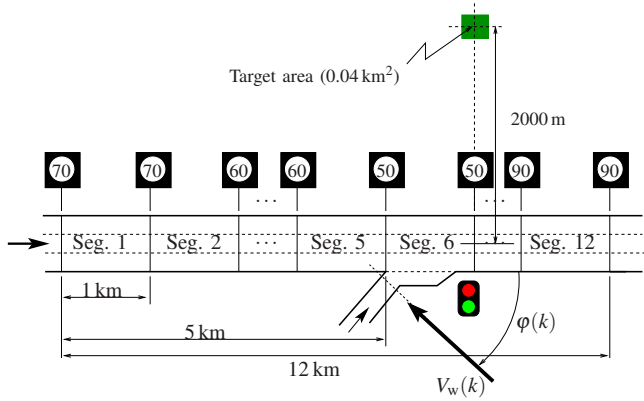 Target area (0.04 km²)
2000 m
70 70 60 60 50 50 90 90
... ...
Seg. 1 Seg. 2 ... Seg. 5 Seg. 6 ... Seg. 12
1 km
φ(k)
5 km
12 km
V_w(k)